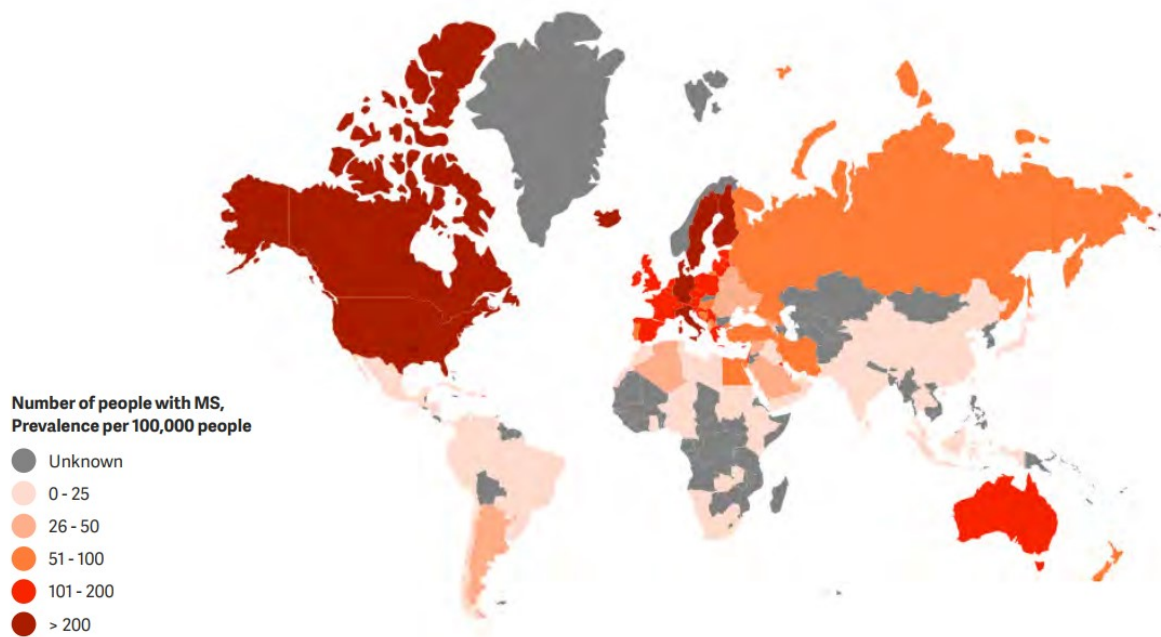 Number of people with MS,
Prevalence per 100,000 people
Unknown
0 - 25
26 - 50
51 - 100
101 - 200
> 200